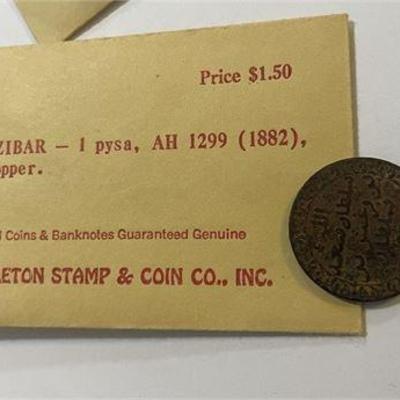 Price $1.50
ZIBAR — 1 pysa, AH 1299 (1882),
opper.
l Coins & Banknotes Guaranteed Genuine
LETON STAMP & COIN CO., INC.